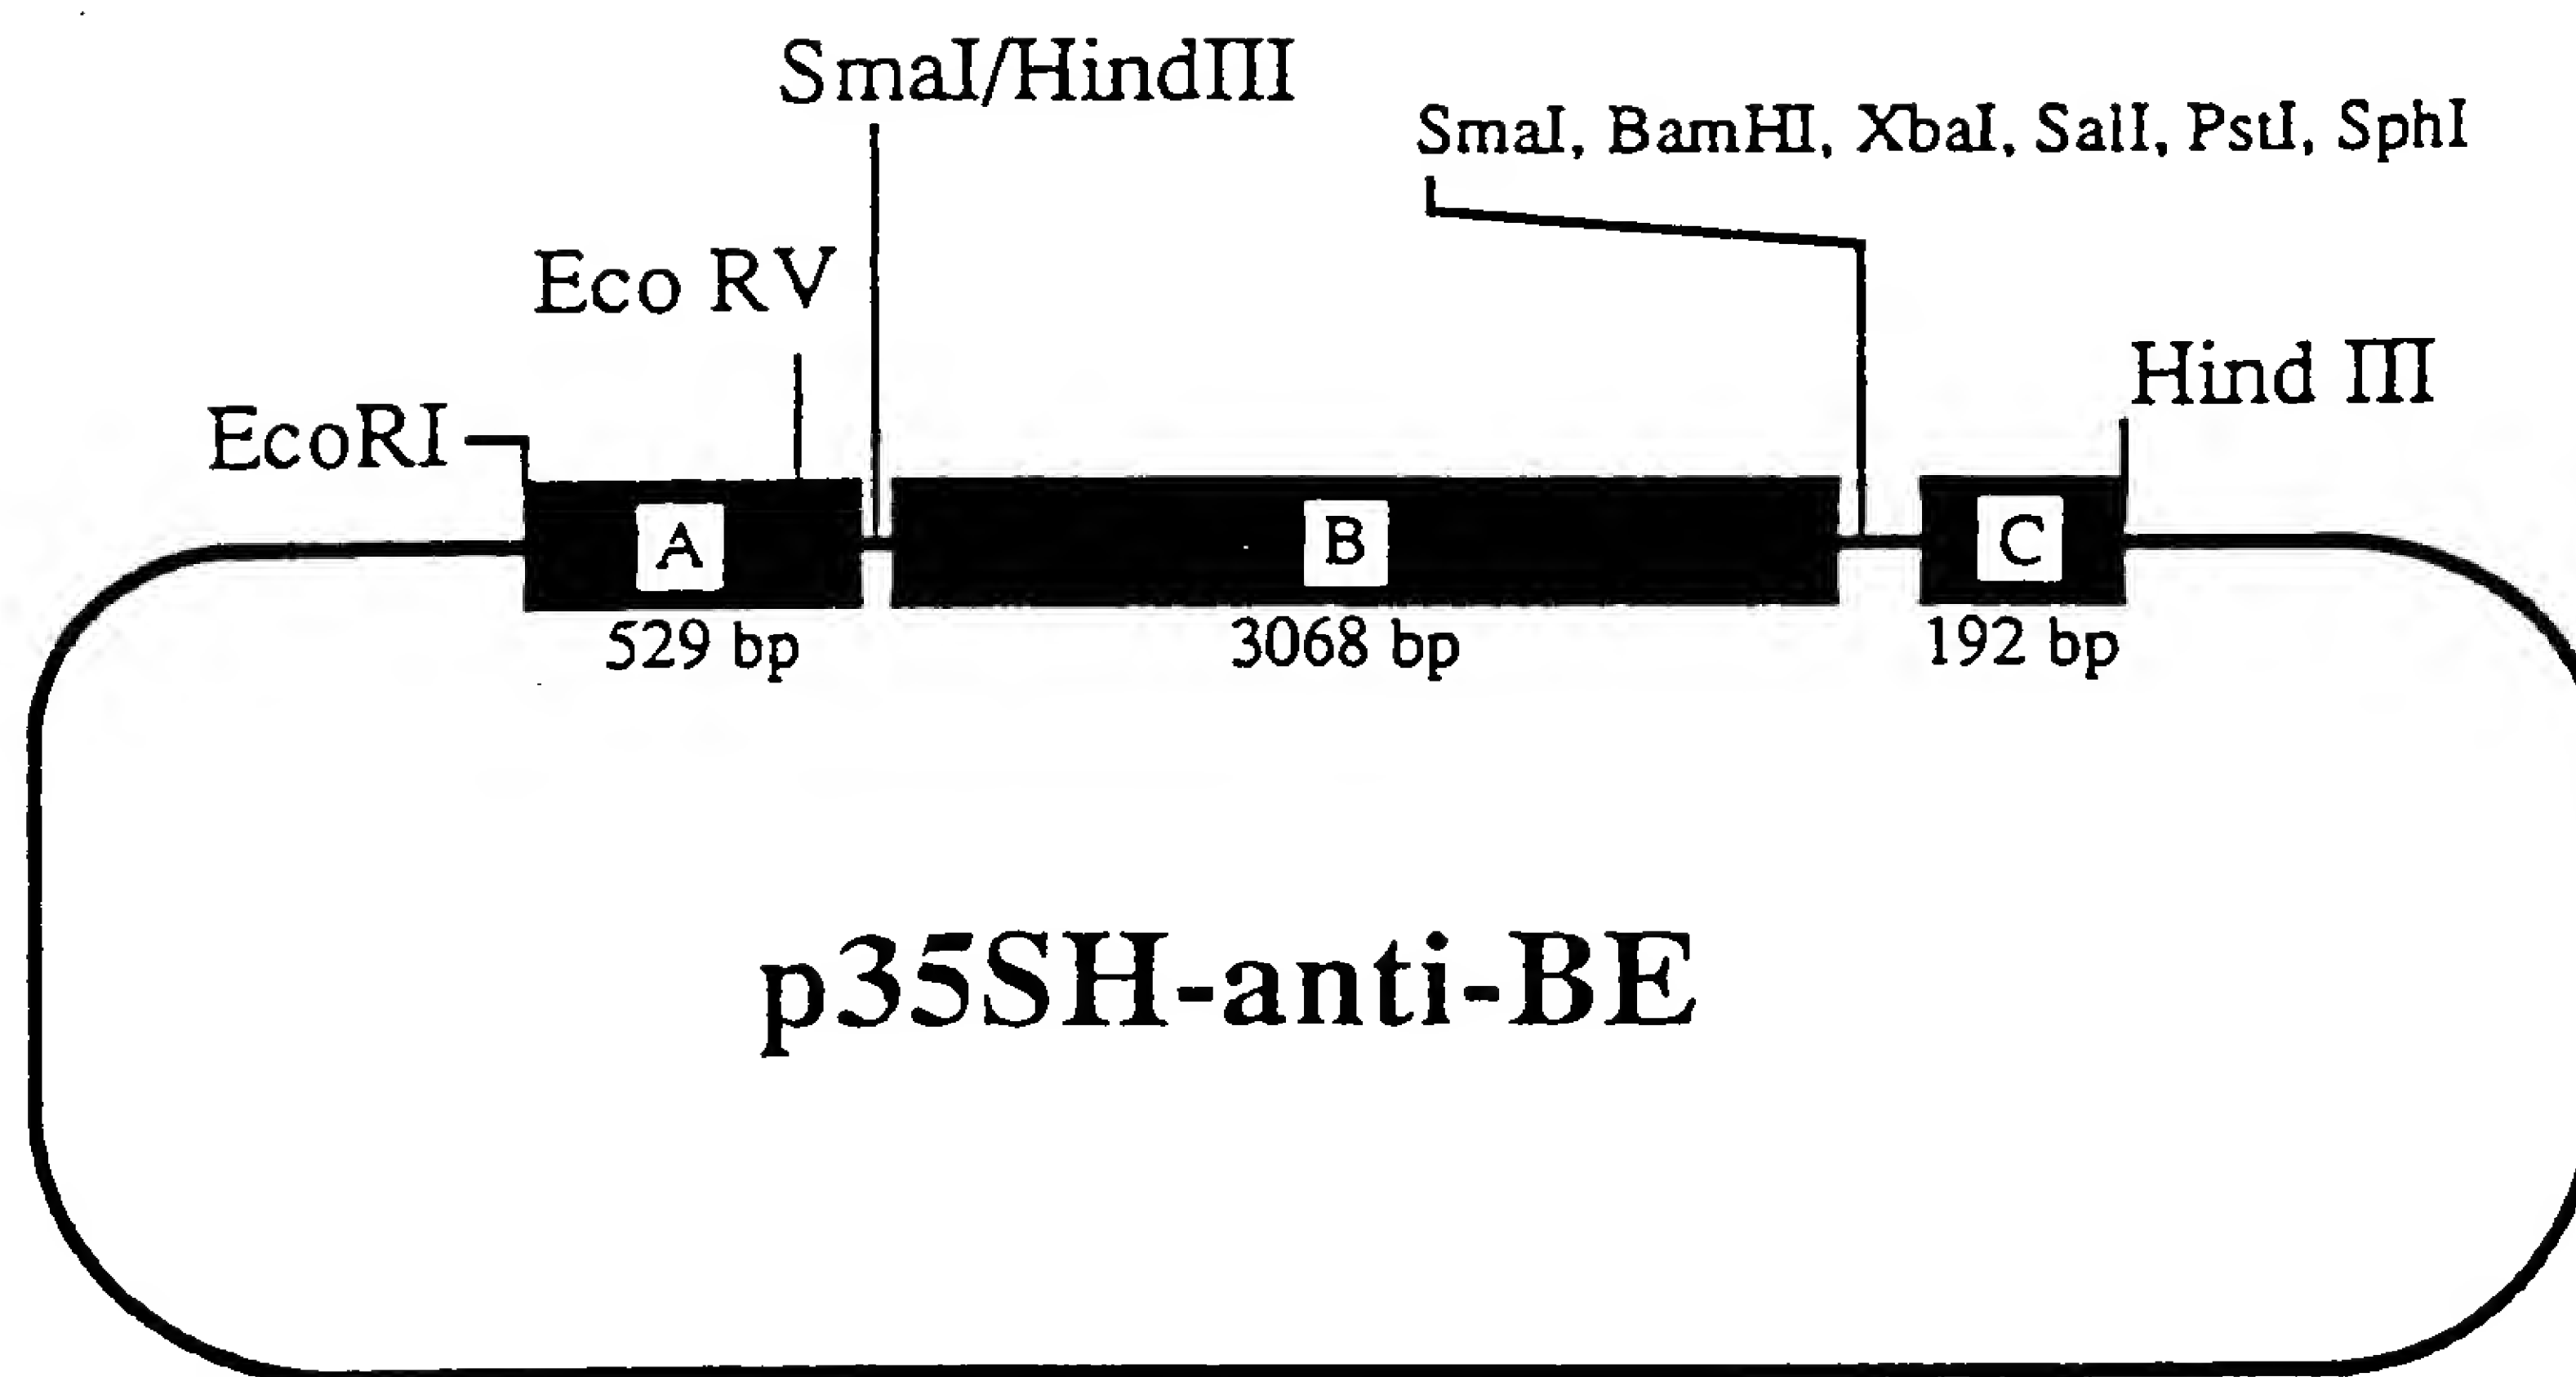 SmaI/HindIII
SmaI, BamHI, XbaI, SalI, PstI, SphI
Eco RV
Hind III
EcoRI
A
B
C
529 bp
3068 bp
192 bp
p35SH-anti-BE